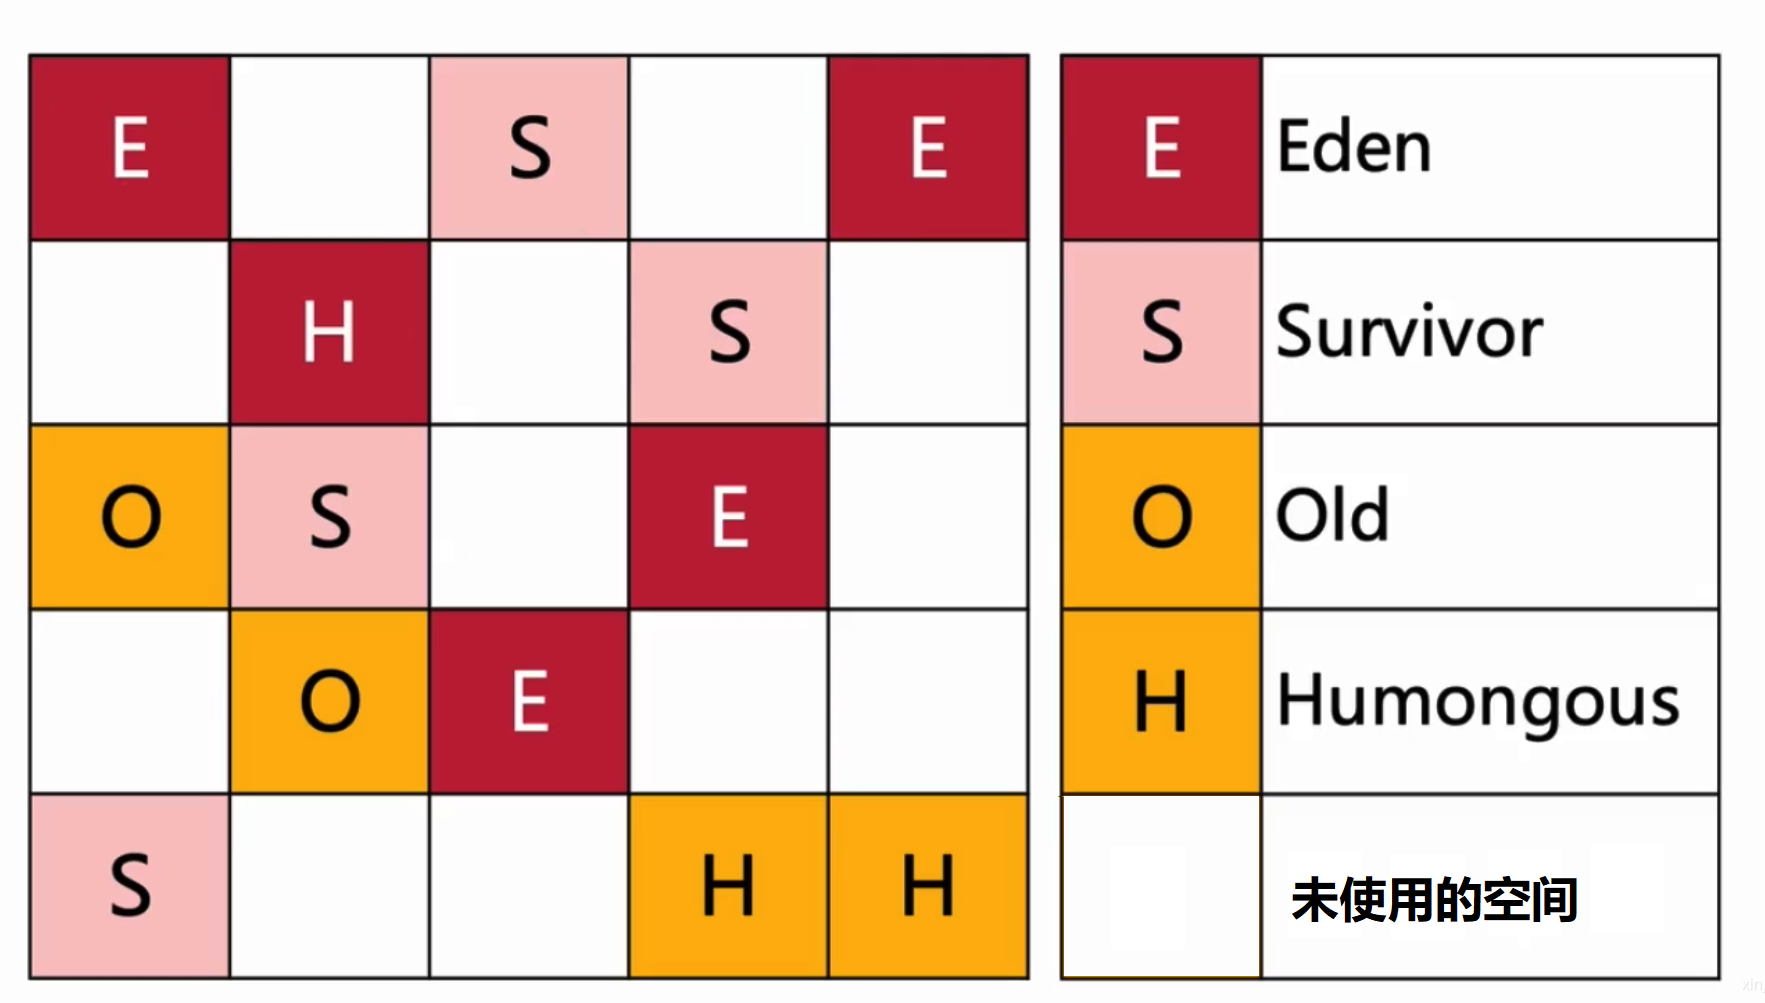 E S E
H S
O S E
O E
S H H
E Eden
S Survivor
O Old
H Humongous
未使用的空间